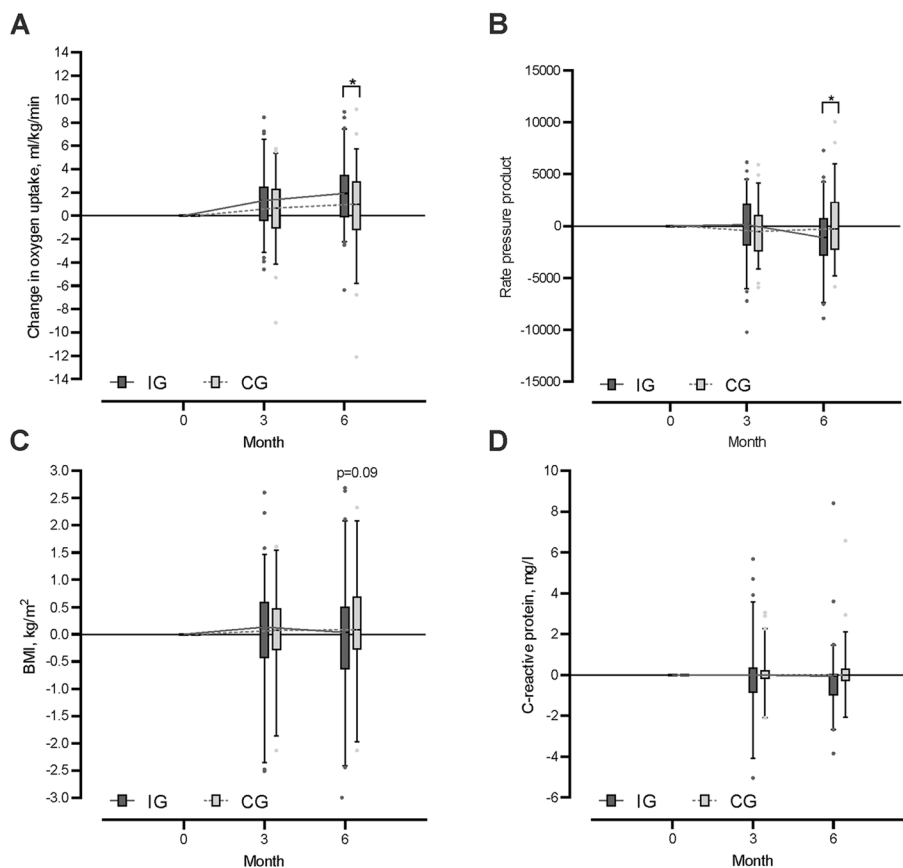 A
Change in oxygen uptake, ml/kg/min
14
12
10
8
6
4
2
0
-2
-4
-6
-8
-10
-12
-14
*
IG CG
0 3 6
Month
B
Rate pressure product
15000
10000
5000
0
-5000
-10000
-15000
*
IG CG
0 3 6
Month
C
BMI, kg/m²
3.0
2.5
2.0
1.5
1.0
0.5
0.0
-0.5
-1.0
-1.5
-2.0
-2.5
-3.0
p=0.09
IG CG
0 3 6
Month
D
C-reactive protein, mg/l
10
8
6
4
2
0
-2
-4
-6
IG CG
0 3 6
Month